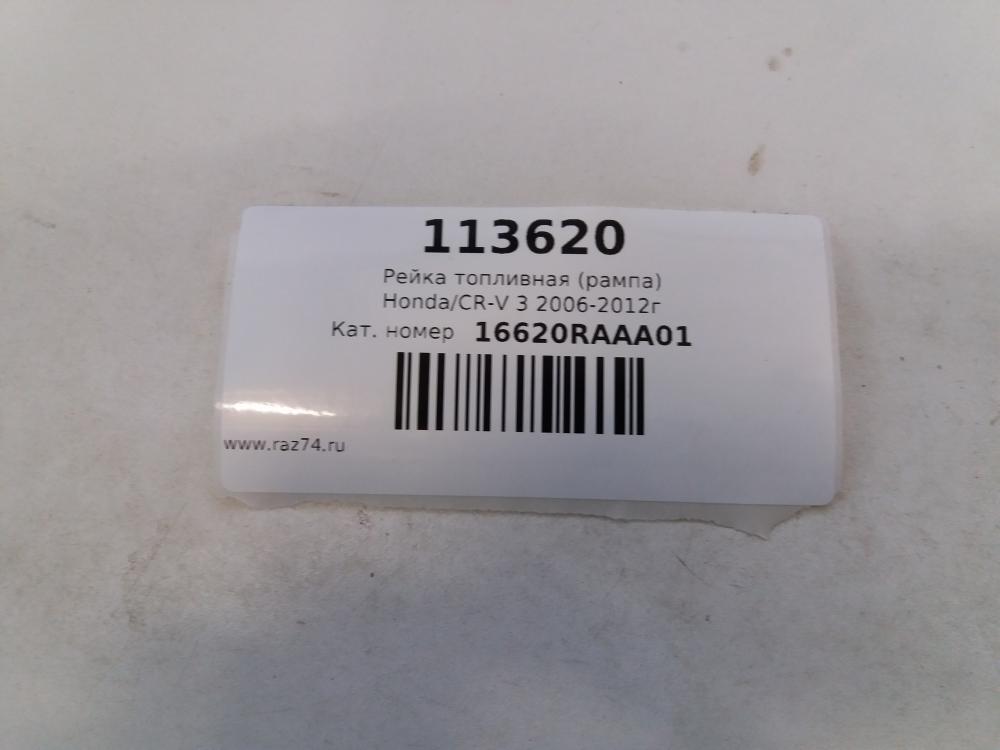 113620
Рейка топливная (рампа)
Honda/CR-V 3 2006-2012г
Кат. номер 16620RAAA01
www.raz74.ru